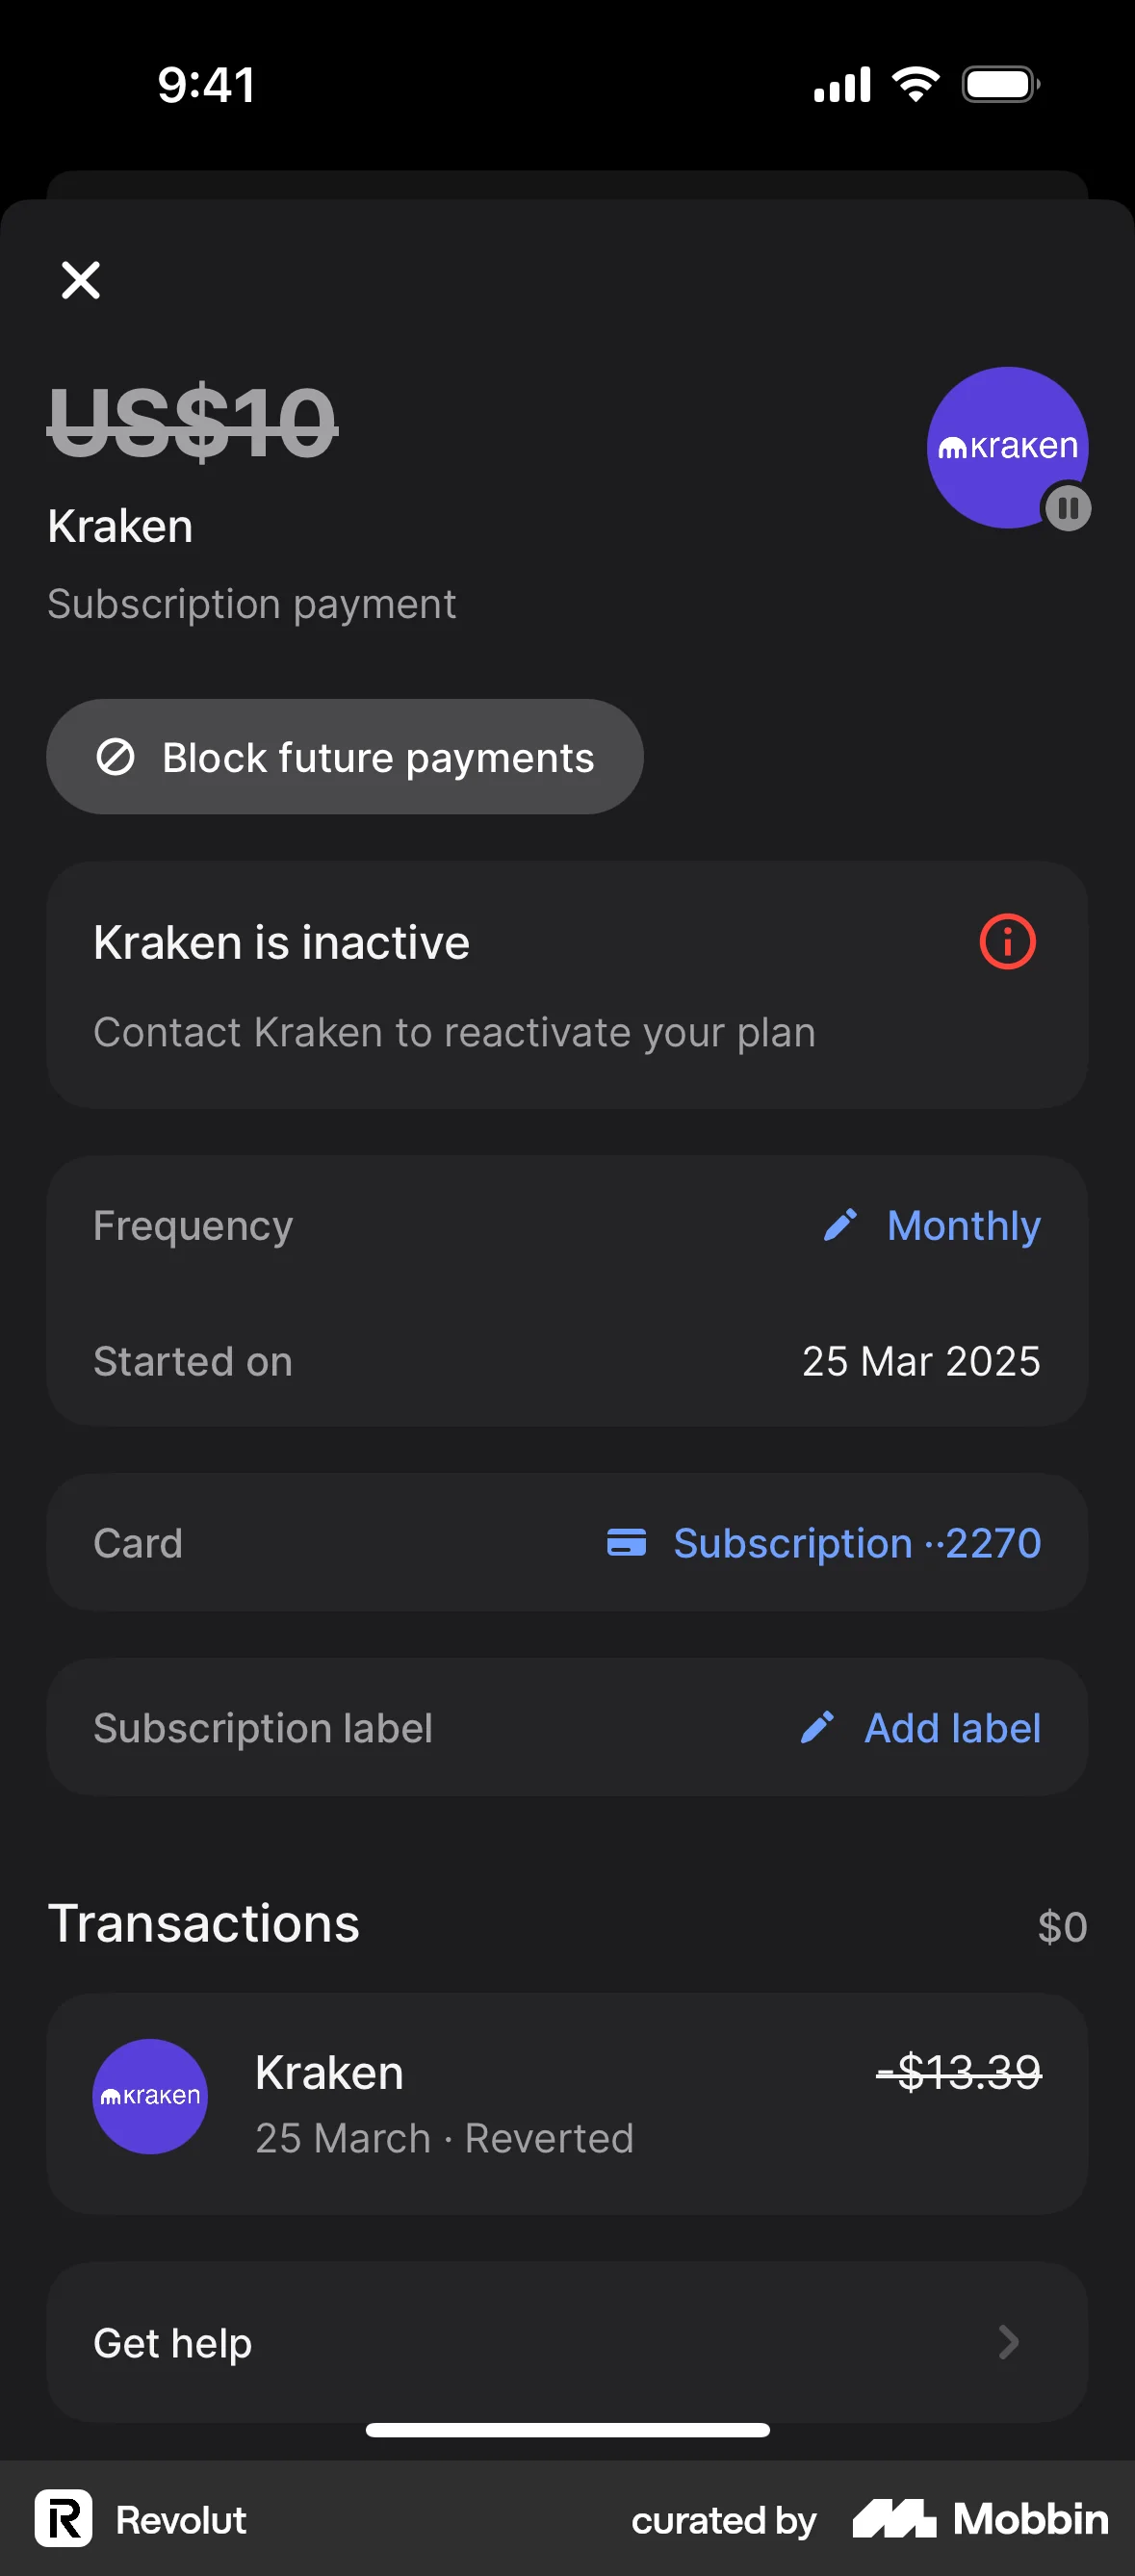 9:41
US$10
Kraken
Subscription payment
kraken
Block future payments
Kraken is inactive
Contact Kraken to reactivate your plan
Frequency
Monthly
Started on
25 Mar 2025
Card
Subscription ··2270
Subscription label
Add label
Transactions
$0
kraken
Kraken
-$13.39
25 March · Reverted
Get help
R Revolut
curated by Mobbin